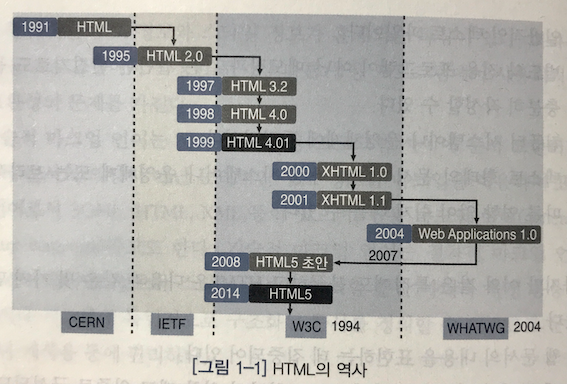 1991 HTML
1995 HTML 2.0
1997 HTML 3.2
1998 HTML 4.0
1999 HTML 4.01
2000 XHTML 1.0
2001 XHTML 1.1
2004 Web Applications 1.0
2007
2008 HTML5 초안
2014 HTML5
CERN IETF W3C 1994 WHATWG 2004
[그림 1-1] HTML의 역사